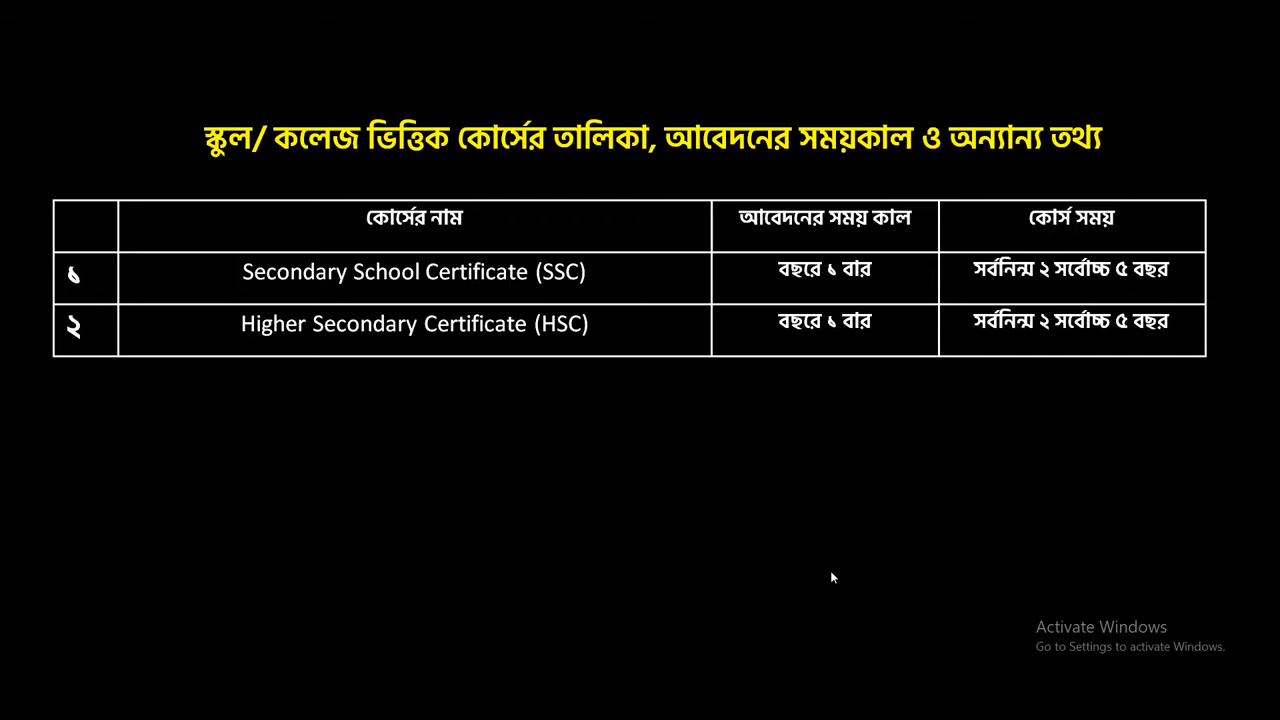 স্কুল/ কলেজ ভিত্তিক কোর্সের তালিকা, আবেদনের সময়কাল ও অন্যান্য তথ্য
কোর্সের নাম আবেদনের সময় কাল কোর্স সময়
১ Secondary School Certificate (SSC) বছরে ১ বার সর্বনিন্ম ২ সর্বোচ্চ ৫ বছর
২ Higher Secondary Certificate (HSC) বছরে ১ বার সর্বনিন্ম ২ সর্বোচ্চ ৫ বছর
Activate Windows
Go to Settings to activate Windows.